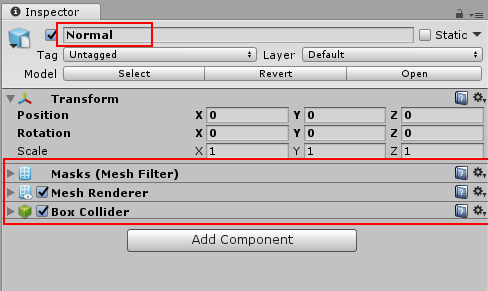 Inspector
Normal Static
Tag Untagged Layer Default
Model Select Revert Open
Transform
Position X 0 Y 0 Z 0
Rotation X 0 Y 0 Z 0
Scale X 1 Y 1 Z 1
Masks (Mesh Filter)
Mesh Renderer
Box Collider
Add Component